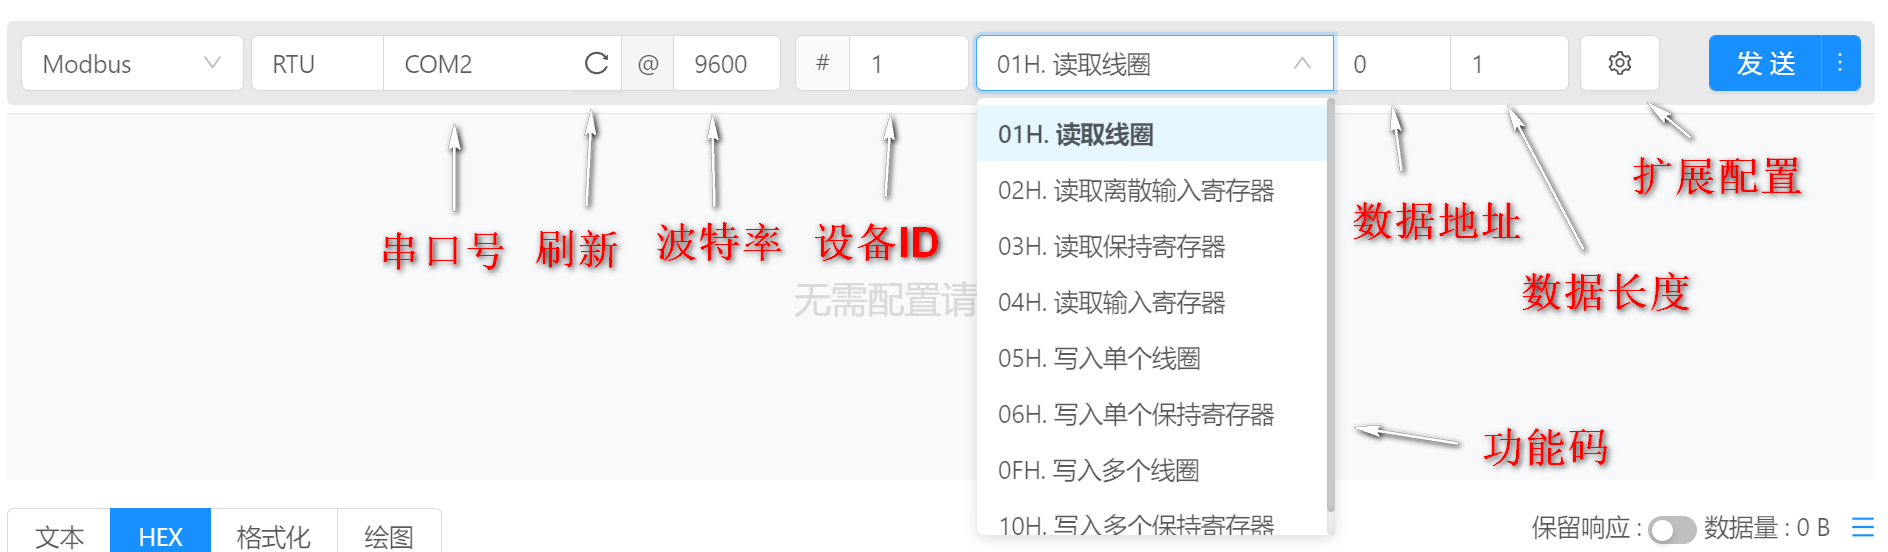 Modbus RTU COM2 @ 9600 # 1 01H. 读取线圈 0 1 发 送
01H. 读取线圈
02H. 读取离散输入寄存器
03H. 读取保持寄存器
04H. 读取输入寄存器
05H. 写入单个线圈
06H. 写入单个保持寄存器
0FH. 写入多个线圈
10H. 写入多个保持寄存器
串口号
刷新
波特率
设备ID
数据地址
数据长度
扩展配置
功能码
无需配置请
文本 HEX 格式化 绘图
保留响应 : 数据量 : 0 B